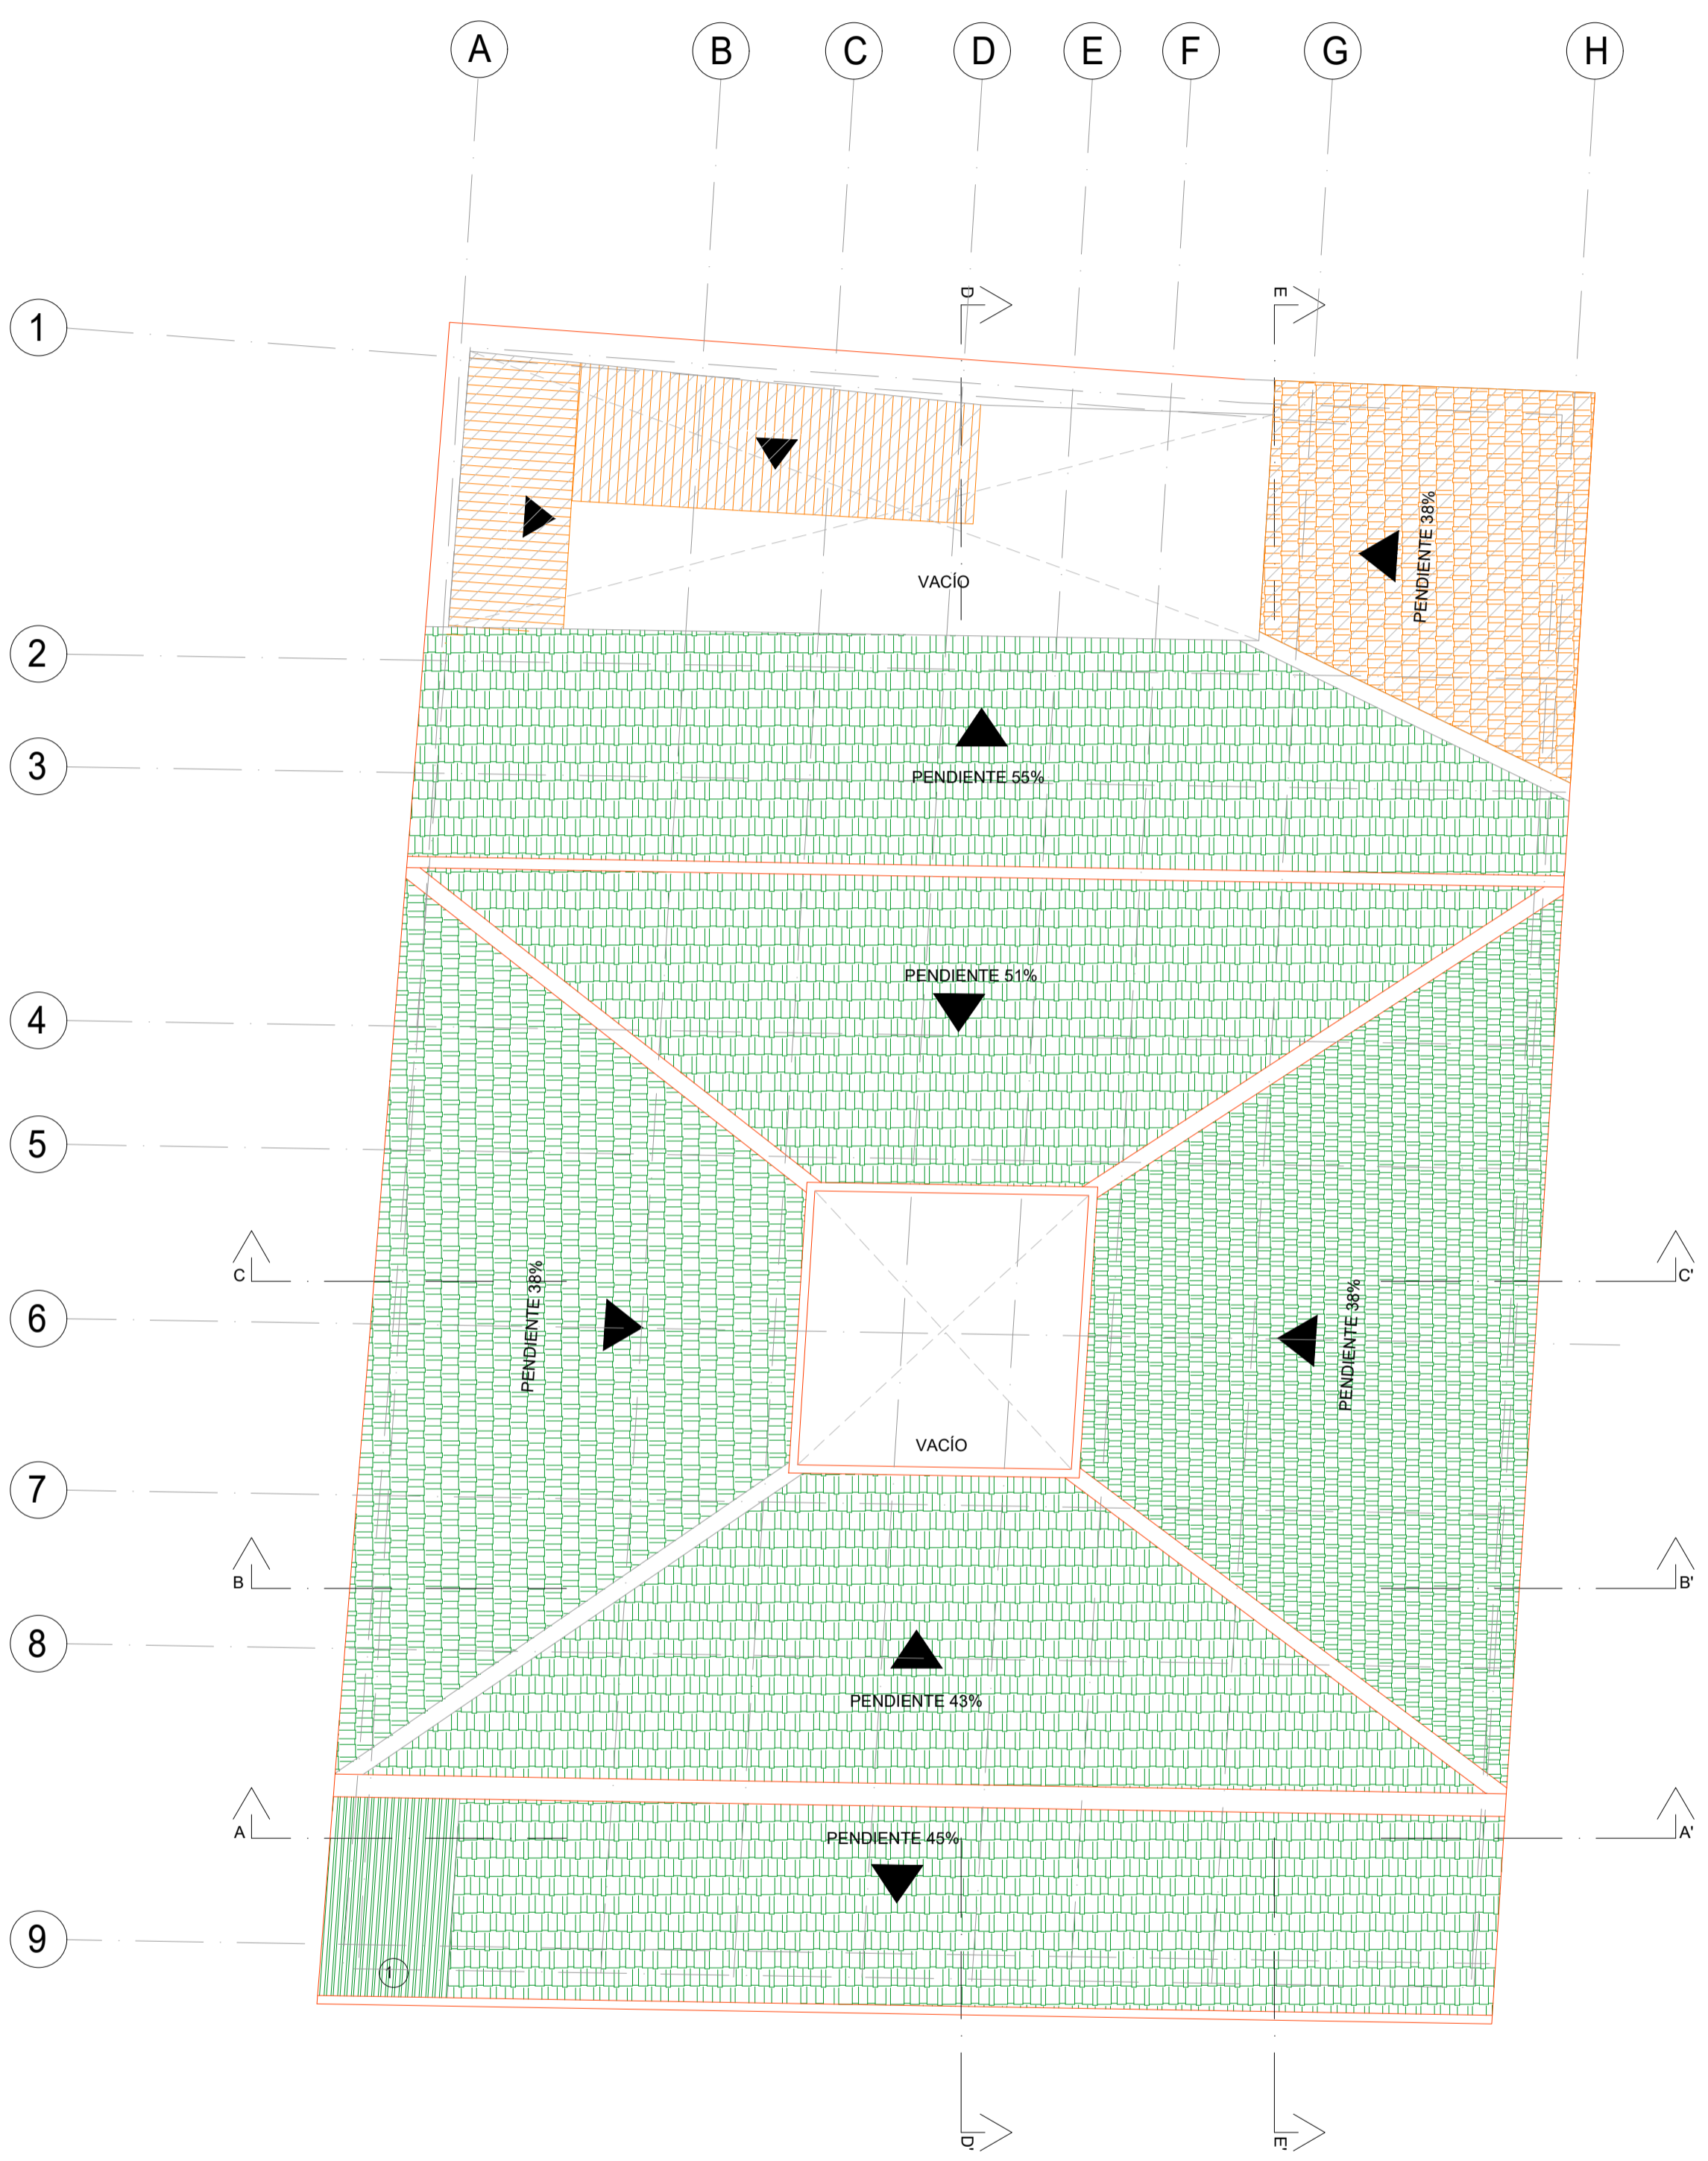 A B C D E F G H
D E
1
PENDIENTE 38%
VACÍO
2
PENDIENTE 55%
3
PENDIENTE 51%
4
5
C C'
PENDIENTE 38%
PENDIENTE 38%
6
VACÍO
7
B B'
8
PENDIENTE 43%
A A'
PENDIENTE 45%
9
1
D' E'